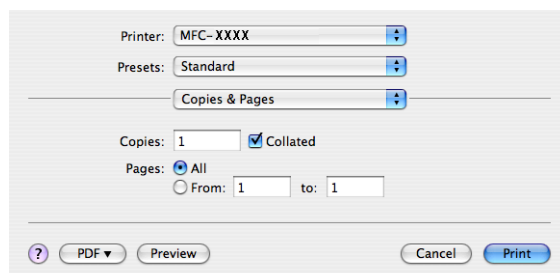 Printer: MFC-XXXX
Presets: Standard
Copies & Pages
Copies: 1 Collated
Pages: All
From: 1 to: 1
? PDF▼ Preview Cancel Print